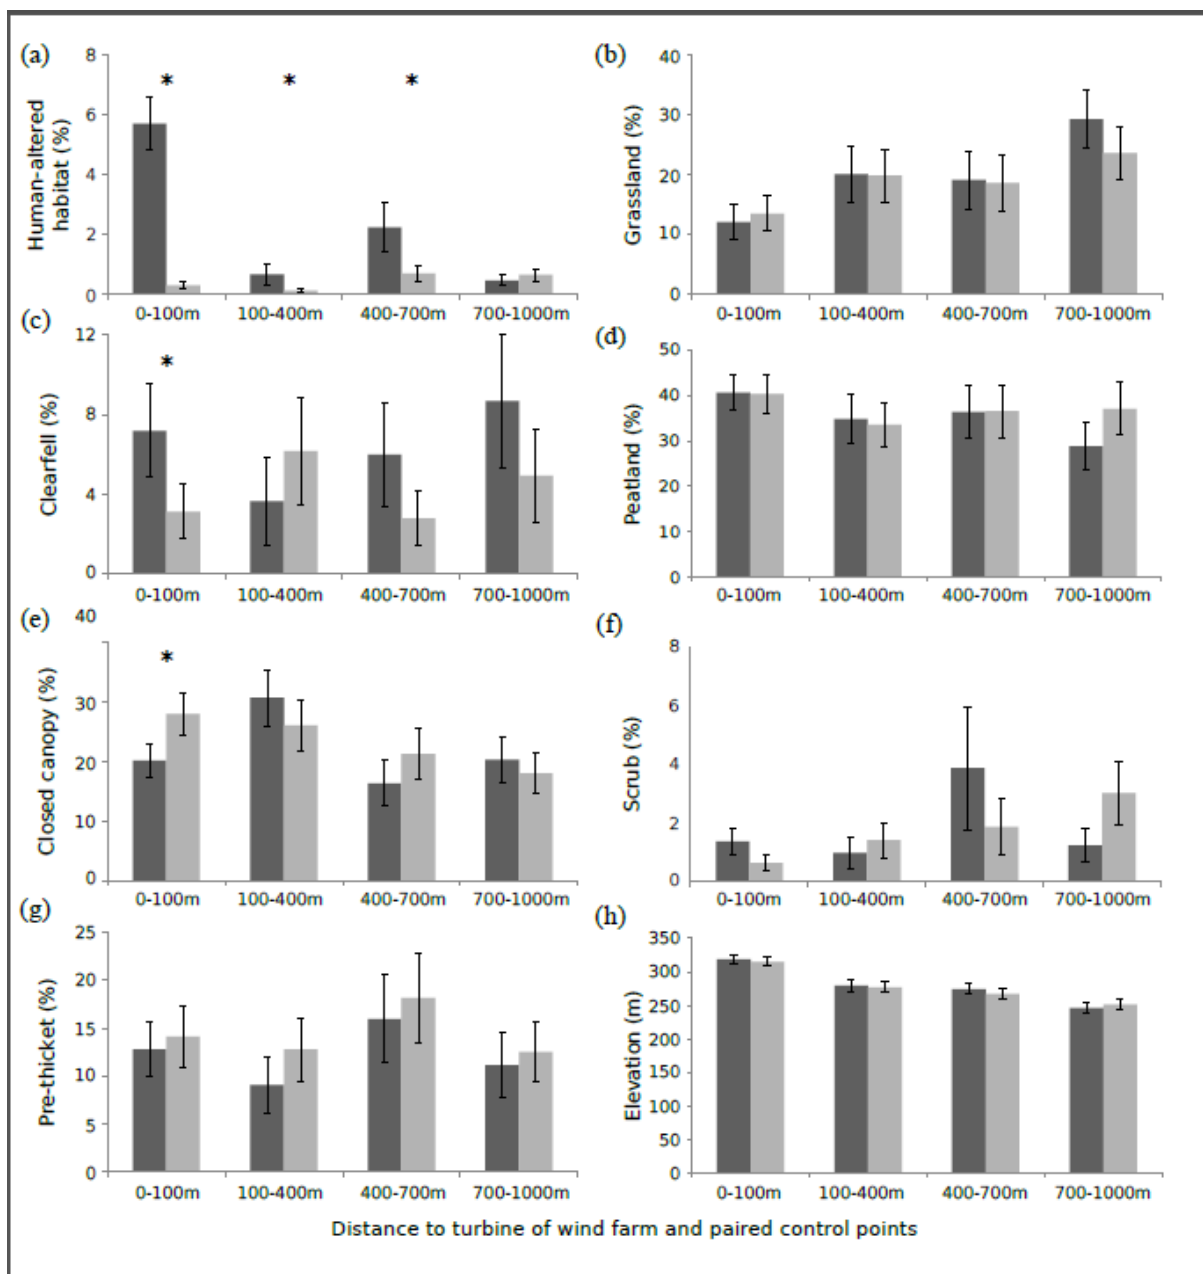 (a)
Human-altered
habitat (%)
8
6
4
2
0
* * *
0-100m 100-400m 400-700m 700-1000m
(b)
Grassland (%)
40
30
20
10
0
0-100m 100-400m 400-700m 700-1000m
(c)
Clearfell (%)
12
8
4
0
*
0-100m 100-400m 400-700m 700-1000m
(d)
Peatland (%)
50
40
30
20
10
0
0-100m 100-400m 400-700m 700-1000m
(e)
Closed canopy (%)
40
30
20
10
0
*
0-100m 100-400m 400-700m 700-1000m
(f)
Scrub (%)
8
6
4
2
0
0-100m 100-400m 400-700m 700-1000m
(g)
Pre-thicket (%)
25
20
15
10
5
0
0-100m 100-400m 400-700m 700-1000m
(h)
Elevation (m)
350
300
250
200
150
100
50
0
0-100m 100-400m 400-700m 700-1000m
Distance to turbine of wind farm and paired control points